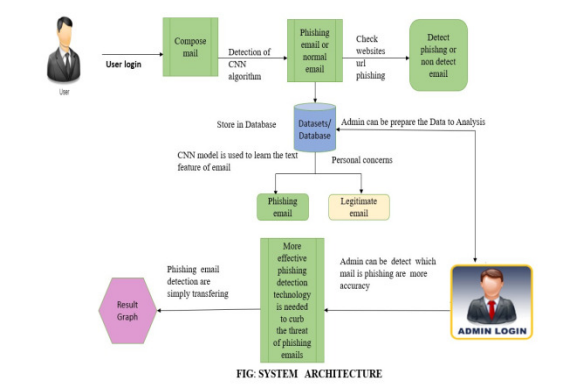 Compose
mail
Detection of
CNN
algorithm
Phishing
email or
normal
email
Check
websites
url
phishing
Detect
phishng or
non detect
email
User login
User
Store in Database
Datasets/
Database
Admin can be prepare the Data to Analysis
CNN model is used to learn the text
feature of email
Personal concerns
Phishing
email
Legitimate
email
Phishing email
detection are
simply transfering
More
effective
phishing
detection
technology
is needed
to curb
the threat
of phishing
emails
Admin can be detect which
mail is phishing are more
accuracy
Result
Graph
ADMIN LOGIN
FIG: SYSTEM ARCHITECTURE